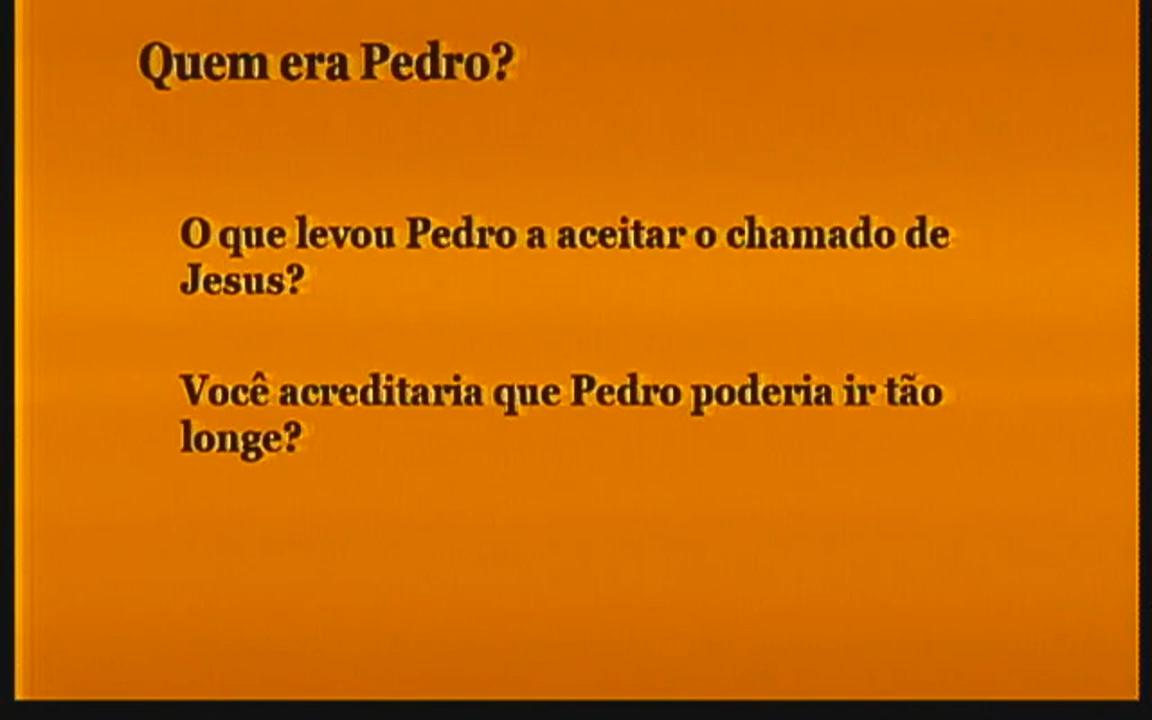 Quem era Pedro?
O que levou Pedro a aceitar o chamado de
Jesus?
Você acreditaria que Pedro poderia ir tão
longe?